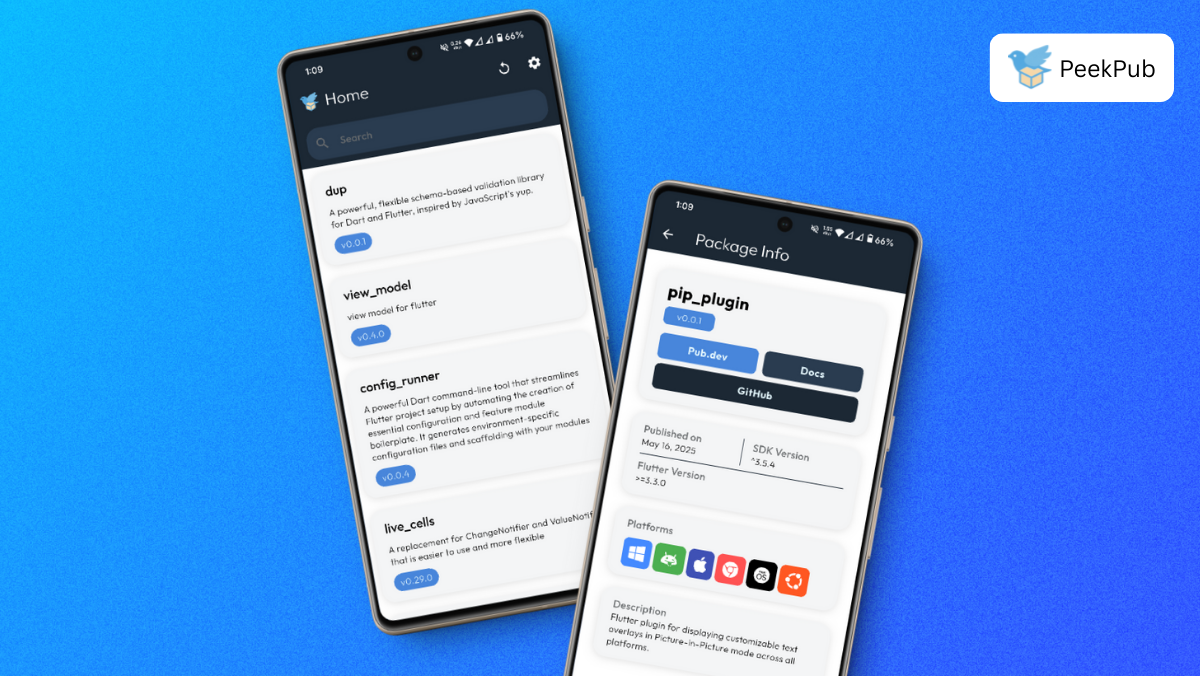 PeekPub
1:09
66%
Home
Search
dup
A powerful, flexible schema-based validation library
for Dart and Flutter, inspired by JavaScript's yup.
v0.0.1
view_model
view model for flutter
v0.4.0
config_runner
A powerful Dart command-line tool that streamlines
Flutter project setup by automating the creation of
essential configuration and feature module
boilerplate. It generates environment-specific
configuration files and scaffolding with your modules
v0.0.4
live_cells
A replacement for ChangeNotifier and ValueNotif
that is easier to use and more flexible
v0.29.0
1:09
66%
Package Info
pip_plugin
v0.0.1
Pub.dev
Docs
GitHub
Published on
May 16, 2025
SDK Version
^3.5.4
Flutter Version
>=3.3.0
Platforms
OS
Description
Flutter plugin for displaying customizable text
overlays in Picture-in-Picture mode across all
platforms.